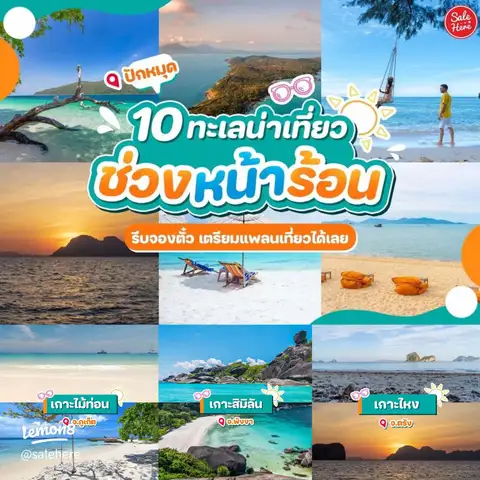 Sale Here
ปักหมุด
10 ทะเลน่าเที่ยว
ช่วงหน้าร้อน
รีบจองตั๋ว เตรียมแพลนเที่ยวได้เลย
เกาะไม้ท่อน
จ.ภูเก็ต
เกาะสิมิลัน
จ.พังงา
เกาะไหง
จ.ตรัง
Lemon8
@salehere